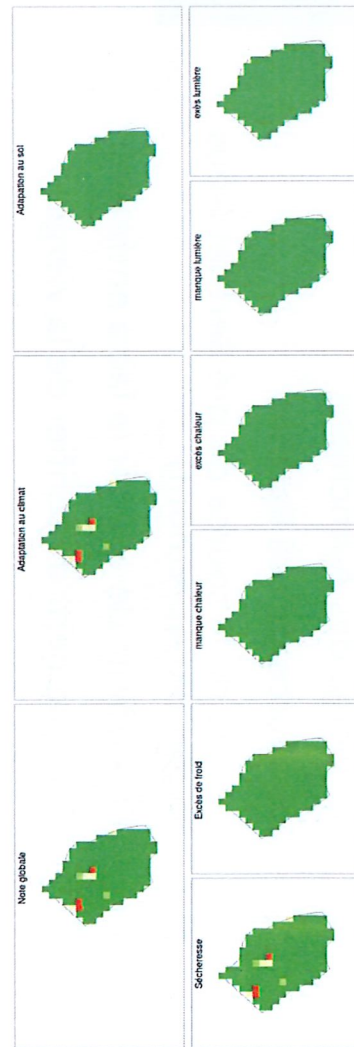 Note globale
Adaptation au climat
Adapation au sol
Sécheresse
Excès de froid
manque chaleur
excès chaleur
manque lumière
exès lumière